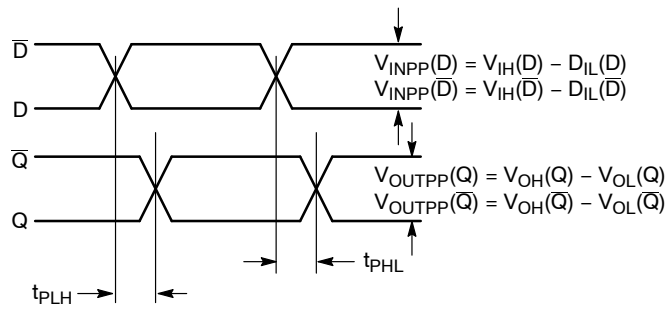 D̅
V_INPP(D) = V_IH(D) − D_IL(D)
V_INPP(D̅) = V_IH(D̅) − D_IL(D̅)
D
Q̅
V_OUTPP(Q) = V_OH(Q) − V_OL(Q)
V_OUTPP(Q̅) = V_OH(Q̅) − V_OL(Q̅)
Q
t_PHL
t_PLH